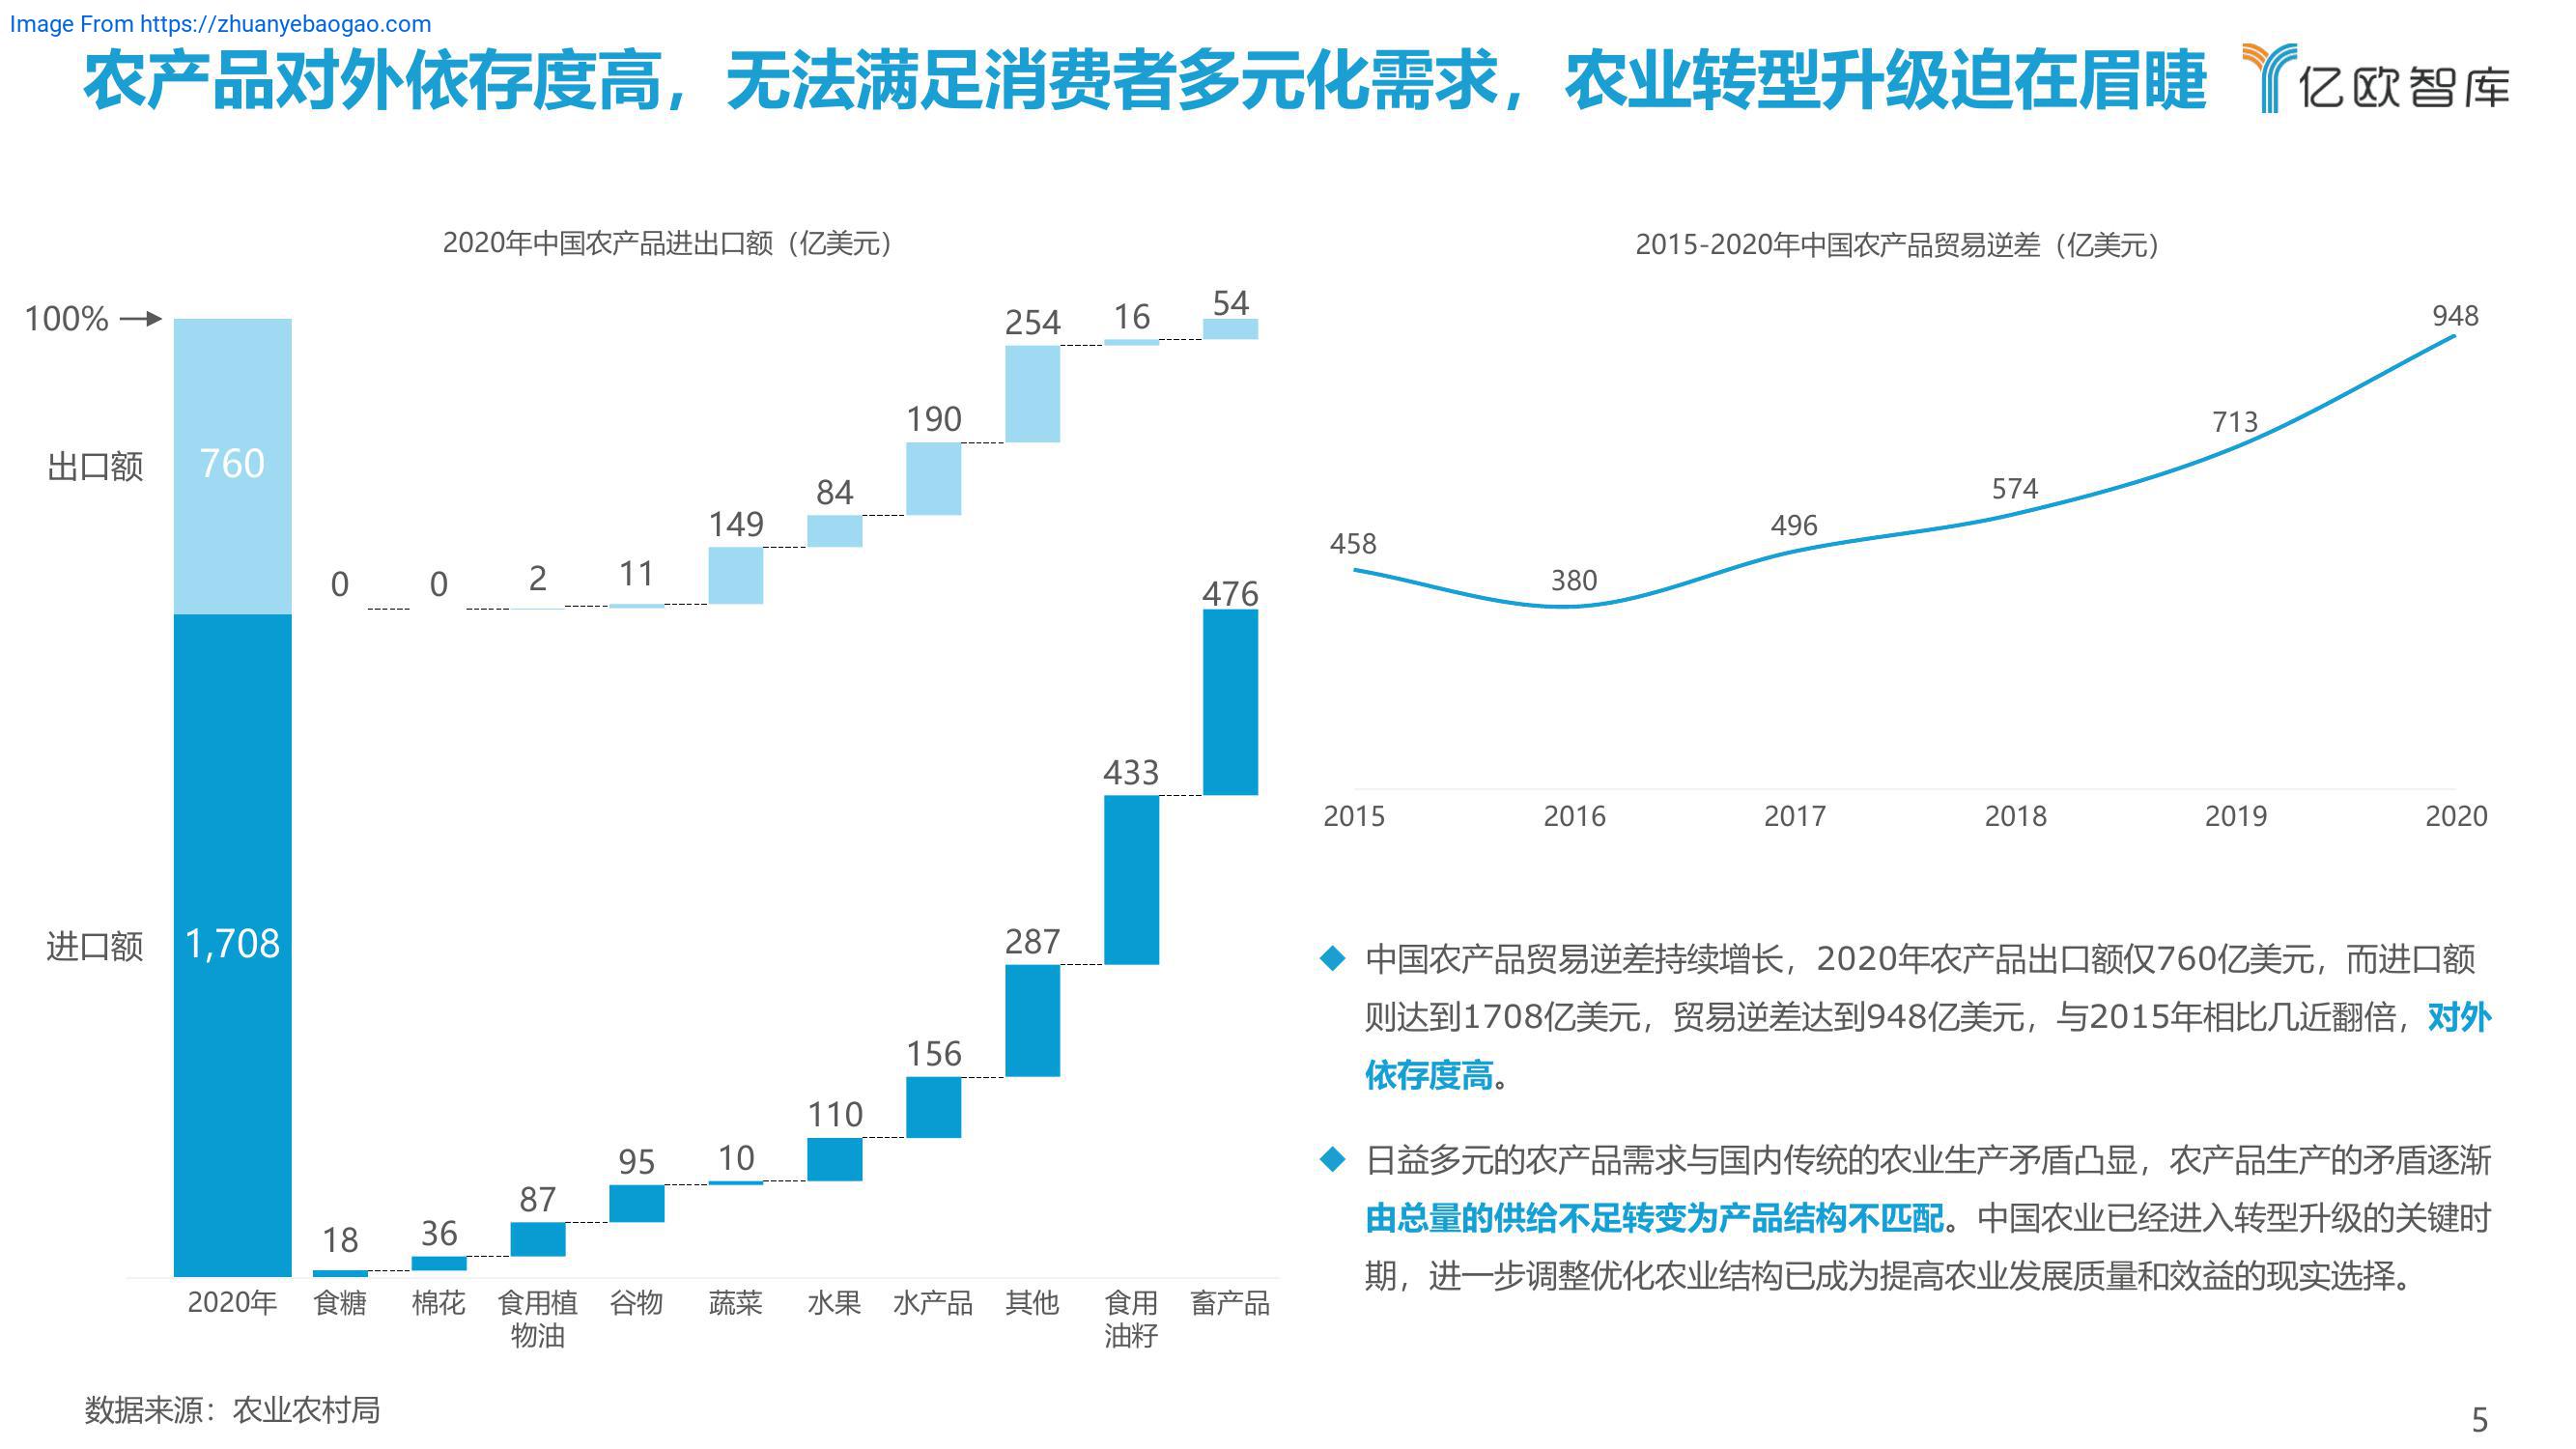 Image From https://zhuanyebaogao.com
农产品对外依存度高，无法满足消费者多元化需求，农业转型升级迫在眉睫
亿欧智库
2020年中国农产品进出口额（亿美元）
100%
出口额
760
0
0
2
11
149
84
190
254
16
54
进口额
1,708
18
36
87
95
10
110
156
287
433
476
2020年
食糖
棉花
食用植
物油
谷物
蔬菜
水果
水产品
其他
食用
油籽
畜产品
2015-2020年中国农产品贸易逆差（亿美元）
458
380
496
574
713
948
2015
2016
2017
2018
2019
2020
中国农产品贸易逆差持续增长，2020年农产品出口额仅760亿美元，而进口额
则达到1708亿美元，贸易逆差达到948亿美元，与2015年相比几近翻倍，对外
依存度高。
日益多元的农产品需求与国内传统的农业生产矛盾凸显，农产品生产的矛盾逐渐
由总量的供给不足转变为产品结构不匹配。中国农业已经进入转型升级的关键时
期，进一步调整优化农业结构已成为提高农业发展质量和效益的现实选择。
数据来源：农业农村局
5